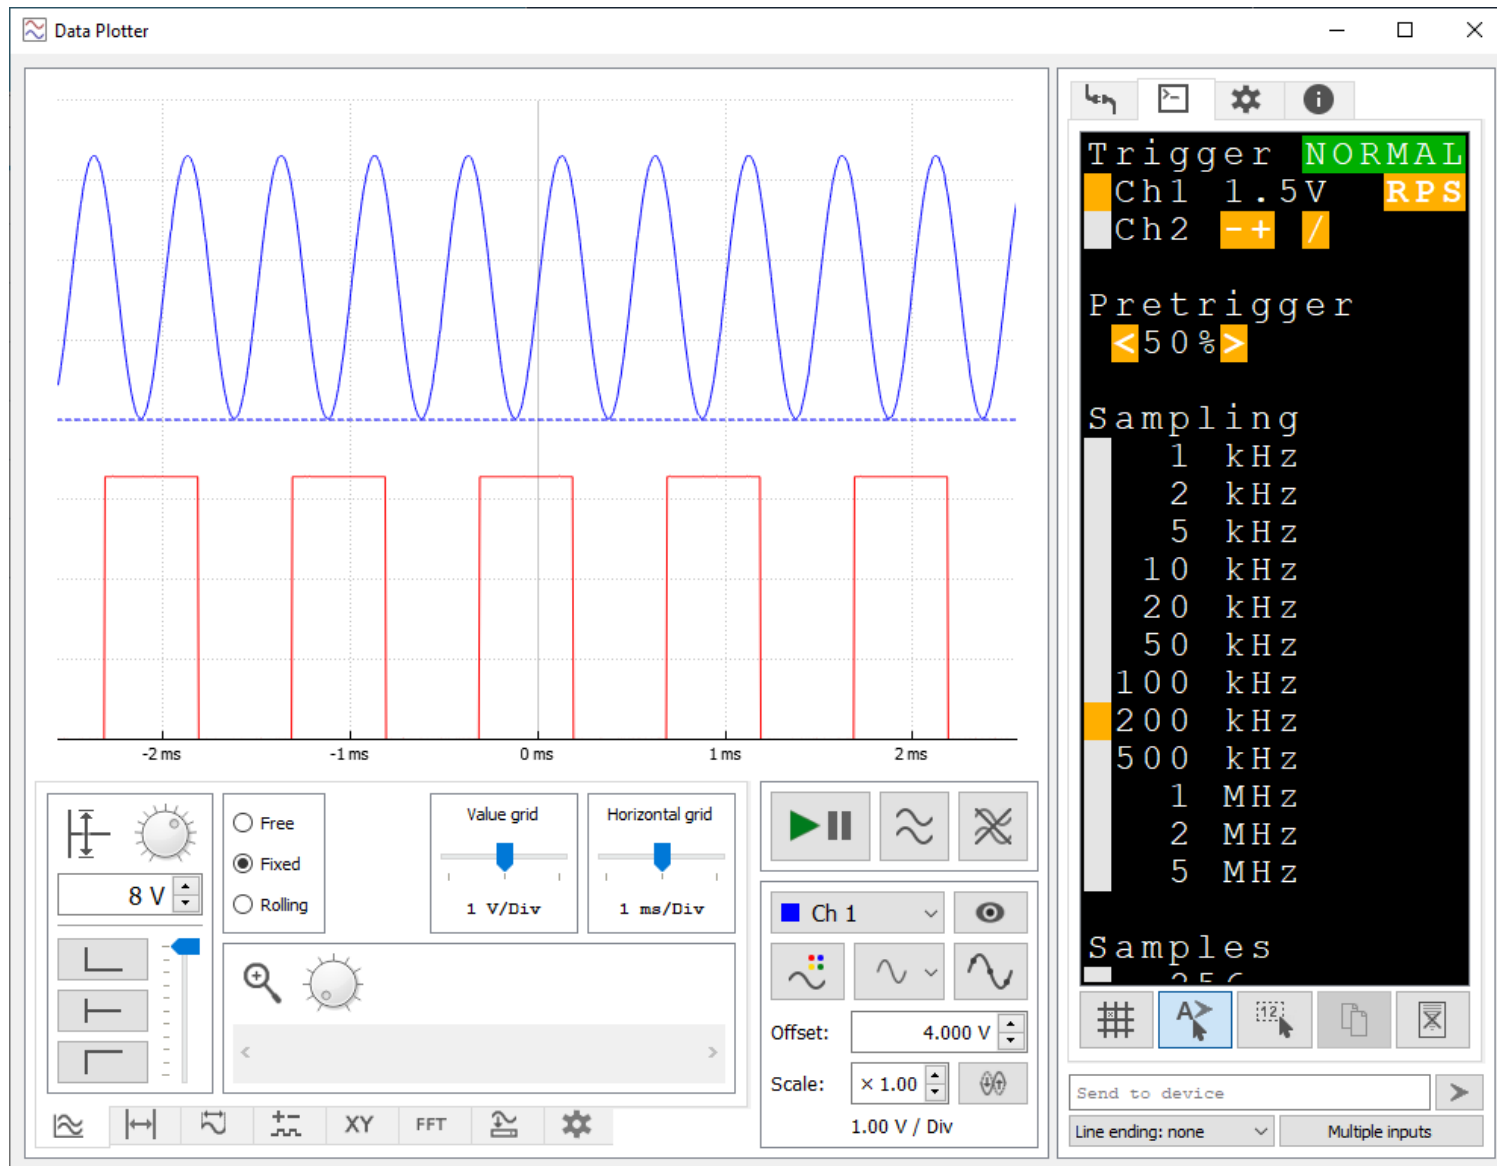 Data Plotter
-2 ms -1 ms 0 ms 1 ms 2 ms
8 V
Free
Fixed
Rolling
Value grid
1 V/Div
Horizontal grid
1 ms/Div
XY
FFT
Ch 1
Offset: 4.000 V
Scale: × 1.00
1.00 V / Div
Trigger NORMAL
Ch1 1.5V RPS
Ch2 -+ /
Pretrigger
<50%>
Sampling
1 kHz
2 kHz
5 kHz
10 kHz
20 kHz
50 kHz
100 kHz
200 kHz
500 kHz
1 MHz
2 MHz
5 MHz
Samples
A
12
Send to device
Line ending: none
Multiple inputs